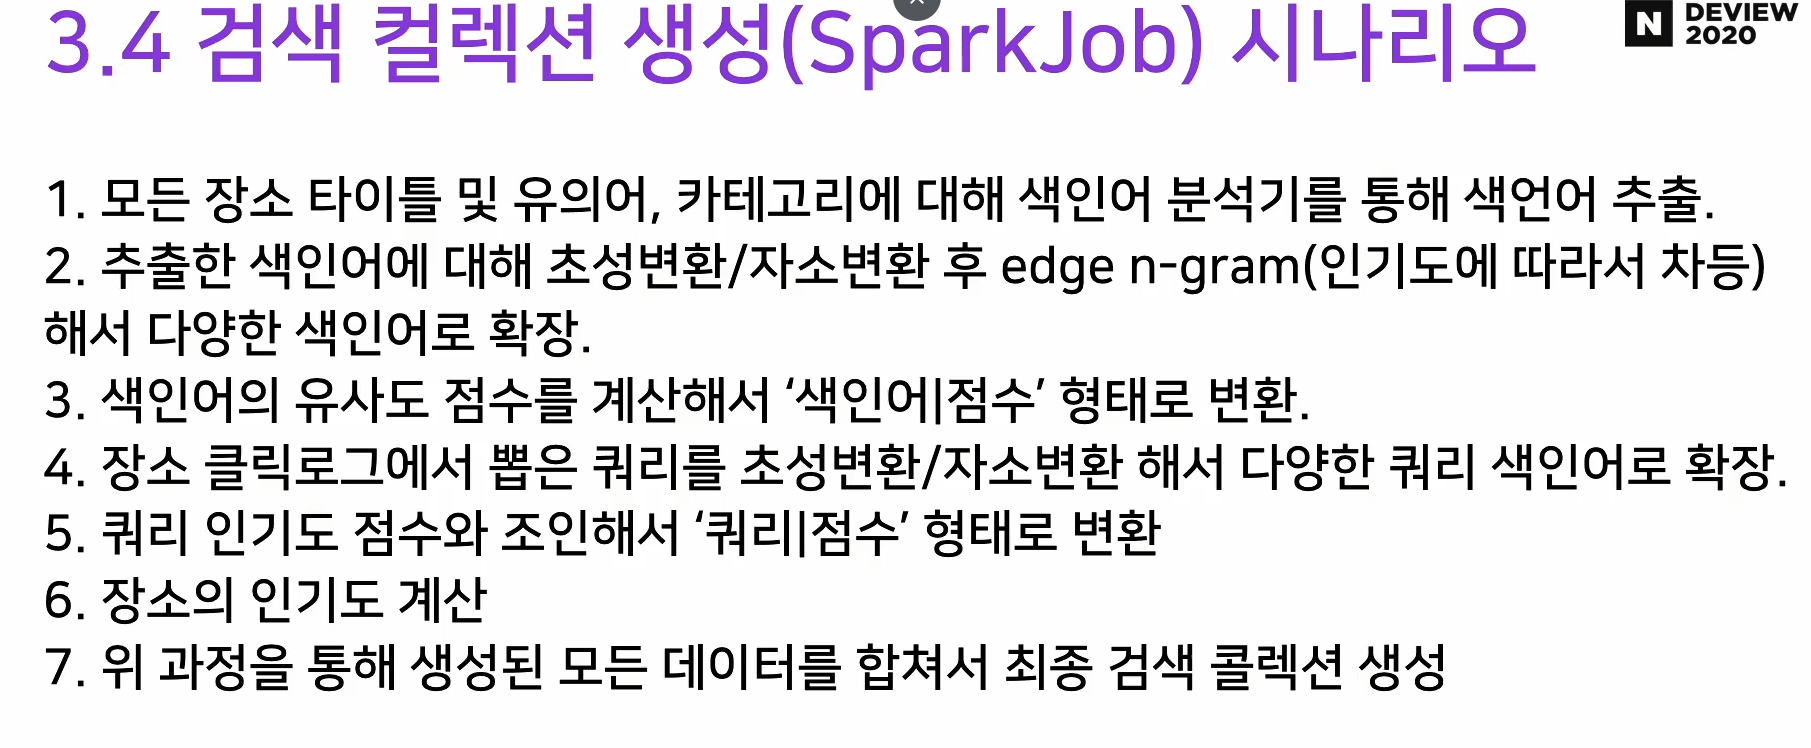 3.4 검색 컬렉션 생성(SparkJob) 시나리오
N DEVIEW
2020
1. 모든 장소 타이틀 및 유의어, 카테고리에 대해 색인어 분석기를 통해 색언어 추출.
2. 추출한 색인어에 대해 초성변환/자소변환 후 edge n-gram(인기도에 따라서 차등)
해서 다양한 색인어로 확장.
3. 색인어의 유사도 점수를 계산해서 ‘색인어|점수’ 형태로 변환.
4. 장소 클릭로그에서 뽑은 쿼리를 초성변환/자소변환 해서 다양한 쿼리 색인어로 확장.
5. 쿼리 인기도 점수와 조인해서 ‘쿼리|점수’ 형태로 변환
6. 장소의 인기도 계산
7. 위 과정을 통해 생성된 모든 데이터를 합쳐서 최종 검색 콜렉션 생성